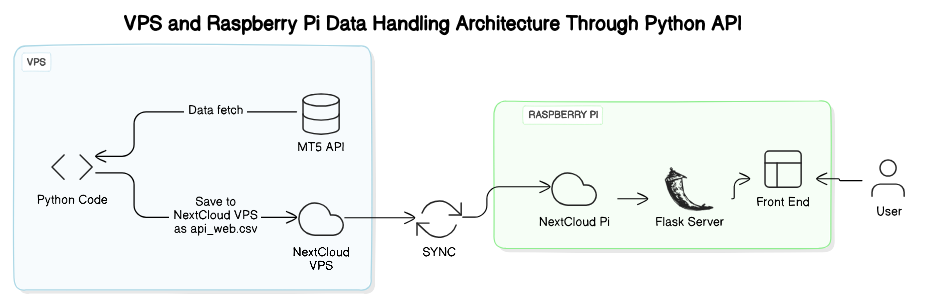 VPS and Raspberry Pi Data Handling Architecture Through Python API
VPS
Data fetch
MT5 API
Python Code
Save to
NextCloud VPS
as api_web.csv
NextCloud
VPS
SYNC
RASPBERRY PI
NextCloud Pi
Flask Server
Front End
User